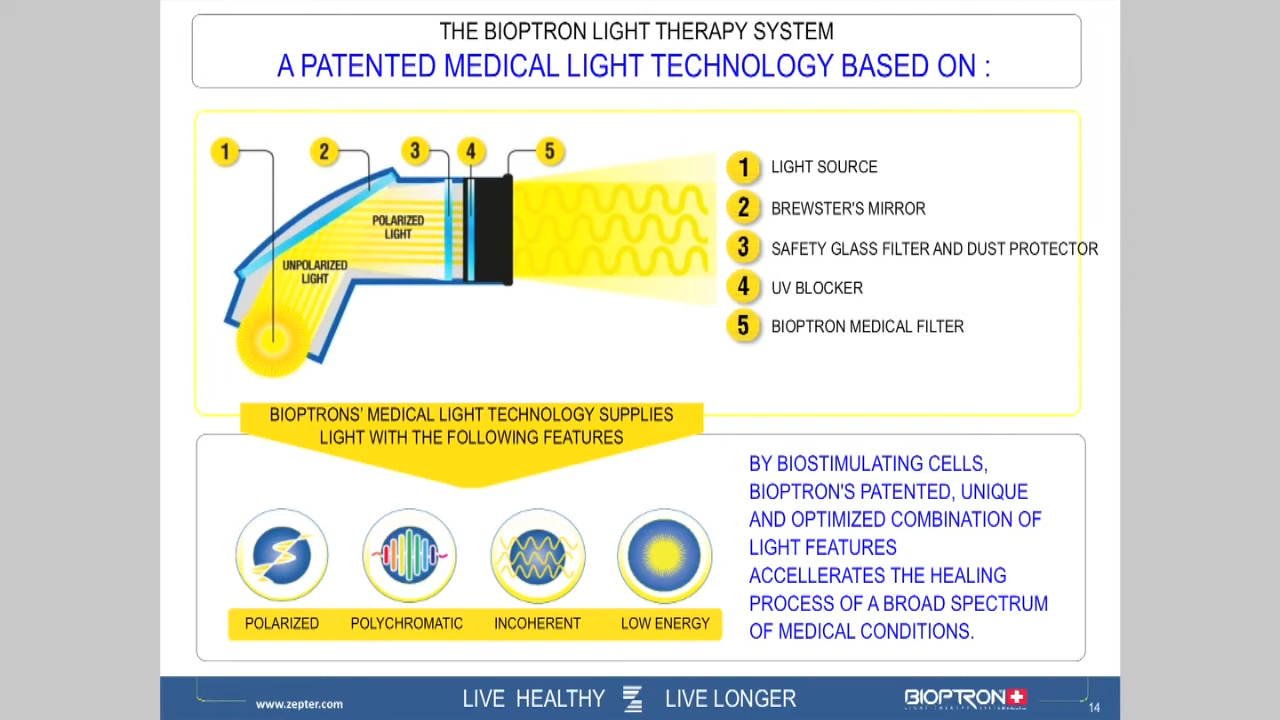 THE BIOPTRON LIGHT THERAPY SYSTEM
A PATENTED MEDICAL LIGHT TECHNOLOGY BASED ON :
1
2
3
4
5
POLARIZED
LIGHT
UNPOLARIZED
LIGHT
1 LIGHT SOURCE
2 BREWSTER'S MIRROR
3 SAFETY GLASS FILTER AND DUST PROTECTOR
4 UV BLOCKER
5 BIOPTRON MEDICAL FILTER
BIOPTRONS’ MEDICAL LIGHT TECHNOLOGY SUPPLIES
LIGHT WITH THE FOLLOWING FEATURES
POLARIZED
POLYCHROMATIC
INCOHERENT
LOW ENERGY
BY BIOSTIMULATING CELLS,
BIOPTRON'S PATENTED, UNIQUE
AND OPTIMIZED COMBINATION OF
LIGHT FEATURES
ACCELLERATES THE HEALING
PROCESS OF A BROAD SPECTRUM
OF MEDICAL CONDITIONS.
www.zepter.com
LIVE HEALTHY LIVE LONGER
BIOPTRON
14